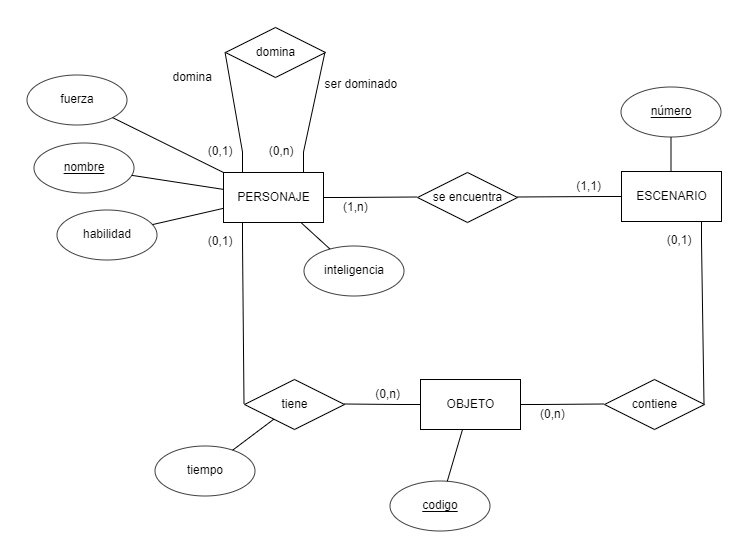 domina
domina
ser dominado
fuerza
número
(0,1)
(0,n)
nombre
PERSONAJE
se encuentra
(1,1)
ESCENARIO
(1,n)
habilidad
(0,1)
(0,1)
inteligencia
tiene
(0,n)
OBJETO
(0,n)
contiene
tiempo
codigo